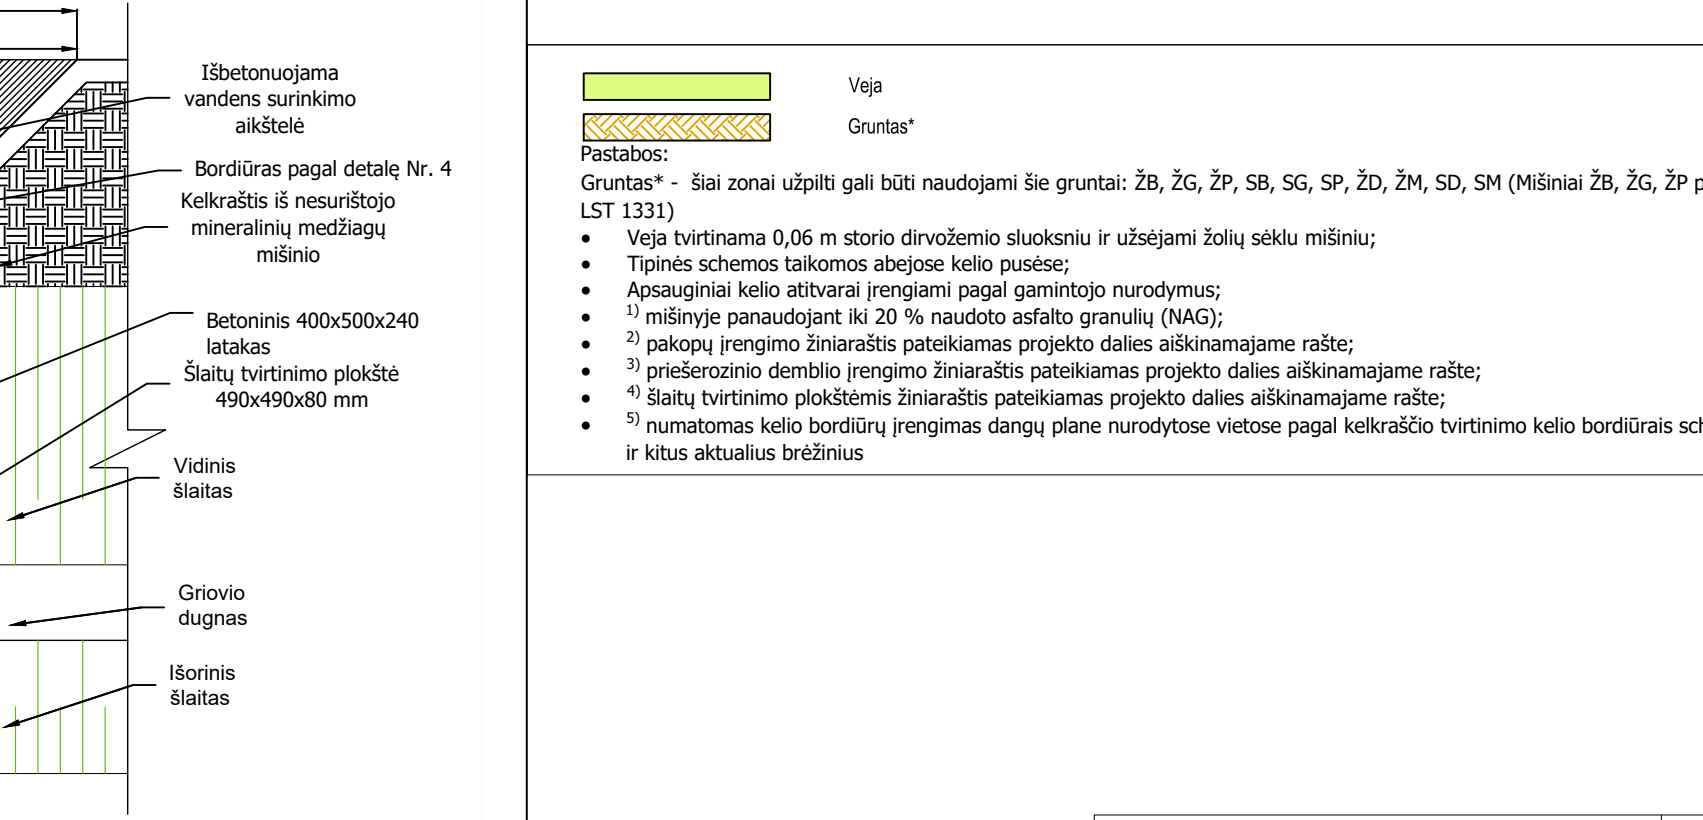 Išbetonuojama
vandens surinkimo
aikštelė
Bordiūras pagal detalę Nr. 4
Kelkraštis iš nesurištojo
mineralinių medžiagų
mišinio
Betoninis 400x500x240
latakas
Šlaitų tvirtinimo plokštė
490x490x80 mm
Vidinis
šlaitas
Griovio
dugnas
Išorinis
šlaitas
Veja
Gruntas*
Pastabos:
Gruntas* - šiai zonai užpilti gali būti naudojami šie gruntai: ŽB, ŽG, ŽP, SB, SG, SP, ŽD, ŽM, SD, SM (Mišiniai ŽB, ŽG, ŽP p
LST 1331)
• Veja tvirtinama 0,06 m storio dirvožemio sluoksniu ir užsėjami žolių sėklu mišiniu;
• Tipinės schemos taikomos abejose kelio pusėse;
• Apsauginiai kelio atitvarai įrengiami pagal gamintojo nurodymus;
• 1) mišinyje panaudojant iki 20 % naudoto asfalto granulių (NAG);
• 2) pakopų įrengimo žiniaraštis pateikiamas projekto dalies aiškinamajame rašte;
• 3) priešerozinio demblio įrengimo žiniaraštis pateikiamas projekto dalies aiškinamajame rašte;
• 4) šlaitų tvirtinimo plokštėmis žiniaraštis pateikiamas projekto dalies aiškinamajame rašte;
• 5) numatomas kelio bordiūrų įrengimas dangų plane nurodytose vietose pagal kelkraščio tvirtinimo kelio bordiūrais sch
ir kitus aktualius brėžinius